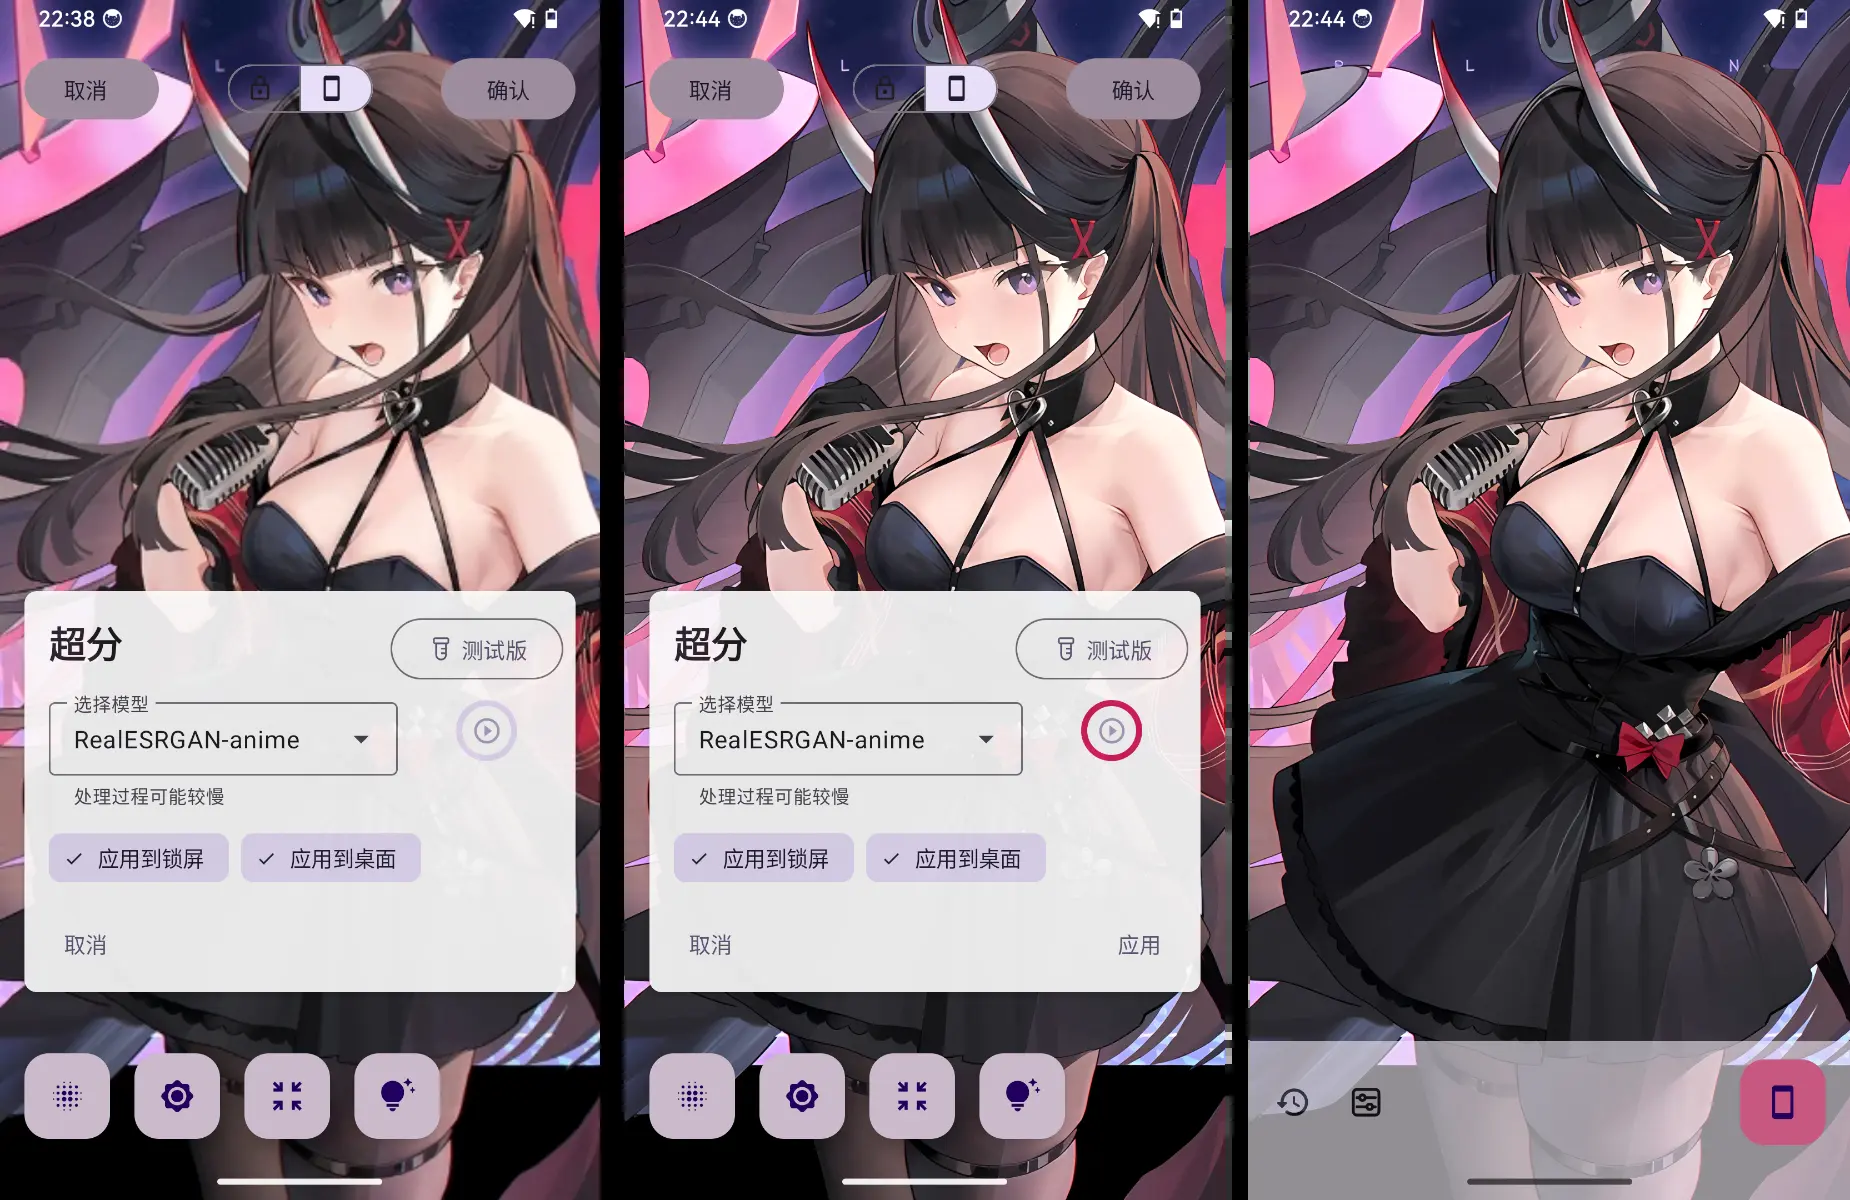 22:38
取消
L
确认
超分
测试版
选择模型
RealESRGAN-anime
处理过程可能较慢
应用到锁屏
应用到桌面
取消
22:44
取消
L
确认
超分
测试版
选择模型
RealESRGAN-anime
处理过程可能较慢
应用到锁屏
应用到桌面
取消
应用
22:44
L
N